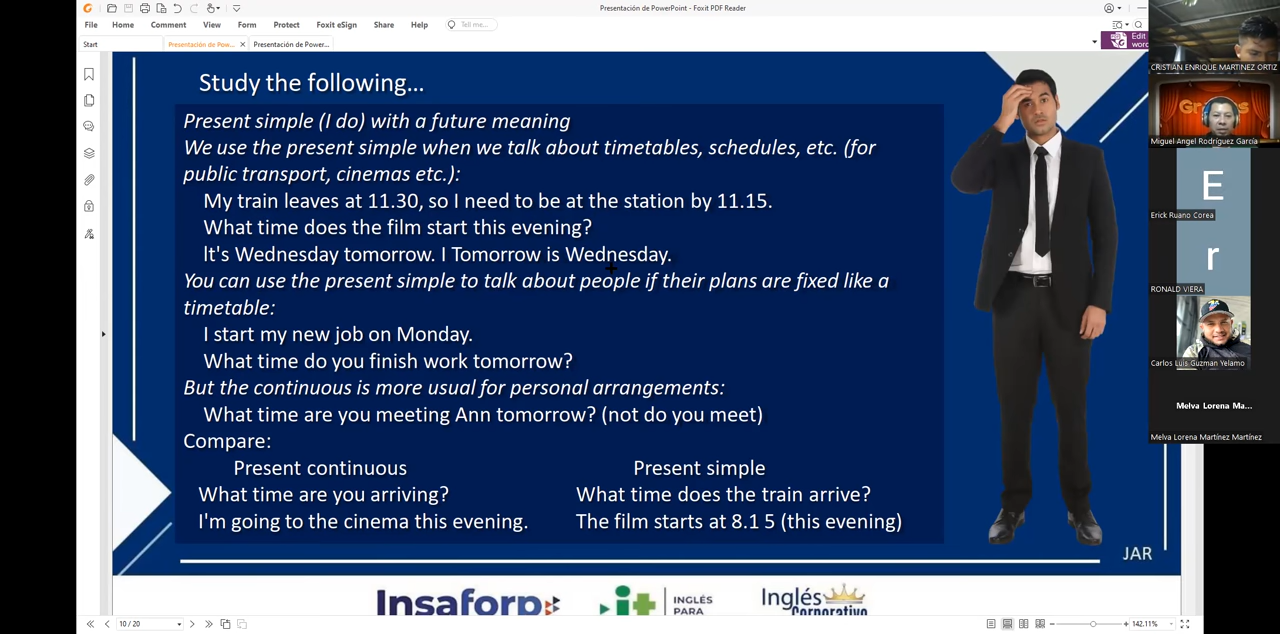 Presentación de PowerPoint - Foxit PDF Reader
File Home Comment View Form Protect Foxit eSign Share Help Tell me...
Start Presentación de Pow... Presentación de Power...
Edit
word
Study the following...
Present simple (I do) with a future meaning
We use the present simple when we talk about timetables, schedules, etc. (for
public transport, cinemas etc.):
My train leaves at 11.30, so I need to be at the station by 11.15.
What time does the film start this evening?
lt's Wednesday tomorrow. I Tomorrow is Wednesday.
You can use the present simple to talk about people if their plans are fixed like a
timetable:
I start my new job on Monday.
What time do you finish work tomorrow?
But the continuous is more usual for personal arrangements:
What time are you meeting Ann tomorrow? (not do you meet)
Compare:
Present continuous Present simple
What time are you arriving? What time does the train arrive?
I'm going to the cinema this evening. The film starts at 8.1 5 (this evening)
JAR
Insaforp it INGLÉS
PARA
Inglés
Corporativo
10 / 20
142.11%
CRISTIAN ENRIQUE MARTINEZ ORTIZ
Miguel Angel Rodríguez García
E
Erick Ruano Corea
r
RONALD VIERA
Carlos Luis Guzman Yelamo
Melva Lorena Ma...
Melva Lorena Martínez Martínez